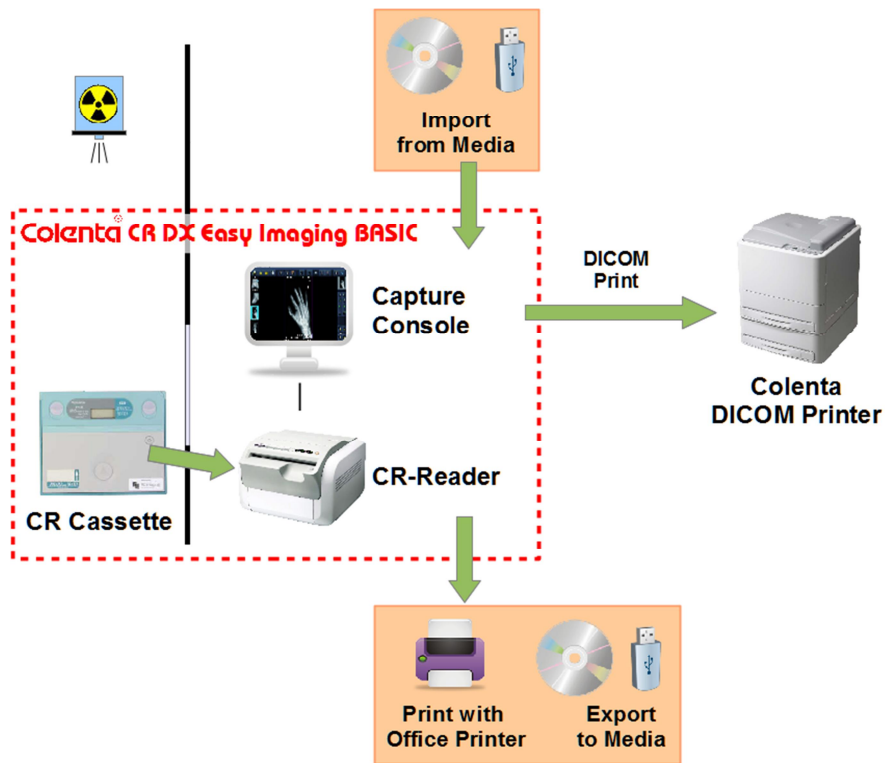 Import
from Media
Colenta CR DX Easy Imaging BASIC
Capture
Console
DICOM
Print
Colenta
DICOM Printer
CR Cassette
CR-Reader
Print with
Office Printer
Export
to Media